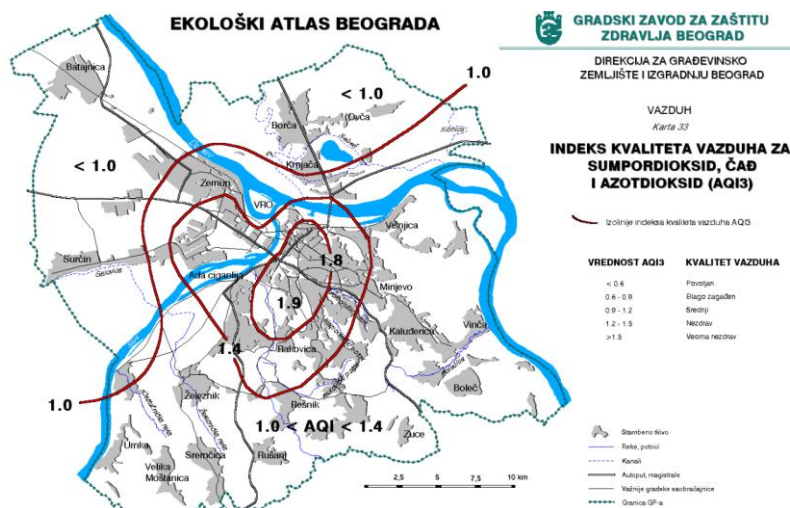 EKOLOŠKI ATLAS BEOGRADA
GRADSKI ZAVOD ZA ZAŠTITU
ZDRAVLJA BEOGRAD
DIREKCIJA ZA GRAĐEVINSKO
ZEMLJIŠTE I IZGRADNJU BEOGRAD
VAZDUH
Karta 33
INDEKS KVALITETA VAZDUHA ZA
SUMPORDIOKSID, ČAĐ
I AZOTDIOKSID (AQI3)
Izolinije indeksa kvaliteta vazduha AQI3
VREDNOST AQI3 KVALITET VAZDUHA
< 0.6 Povoljan
0.6 - 0.9 Blago zagađen
0.9 - 1.2 Srednji
1.2 - 1.5 Nezdrav
>1.5 Veoma nezdrav
Stambeno tkivo
Reke, potoci
Kanali
Autoput, magistrale
Važnije gradske saobraćajnice
Granica GP-a
Batajnica
< 1.0
1.0
Borča
Ovča
Krnjača
< 1.0
Zemun
VRO
Višnjica
Surčin
Ada ciganlija
1.8
Mirijevo
1.9
Kaluđerica
Vinča
1.4
Rakovica
Boleč
1.0
Železnik
Resnik
1.0 < AQI < 1.4
Zuce
Umka
Velika
Moštanica
Sremčica
Rušanj
2,5 5 7,5 10 km